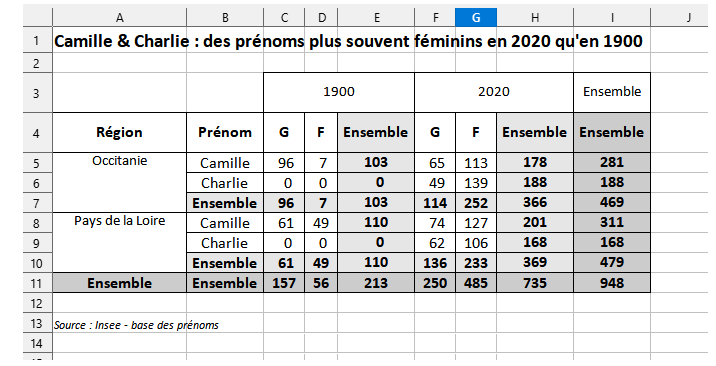 A B C D E F G H I J
1 Camille & Charlie : des prénoms plus souvent féminins en 2020 qu'en 1900
2
3 1900 2020 Ensemble
4 Région Prénom G F Ensemble G F Ensemble Ensemble
5 Occitanie Camille 96 7 103 65 113 178 281
6 Charlie 0 0 0 49 139 188 188
7 Ensemble 96 7 103 114 252 366 469
8 Pays de la Loire Camille 61 49 110 74 127 201 311
9 Charlie 0 0 0 62 106 168 168
10 Ensemble 61 49 110 136 233 369 479
11 Ensemble Ensemble 157 56 213 250 485 735 948
12
13 Source : Insee - base des prénoms
14